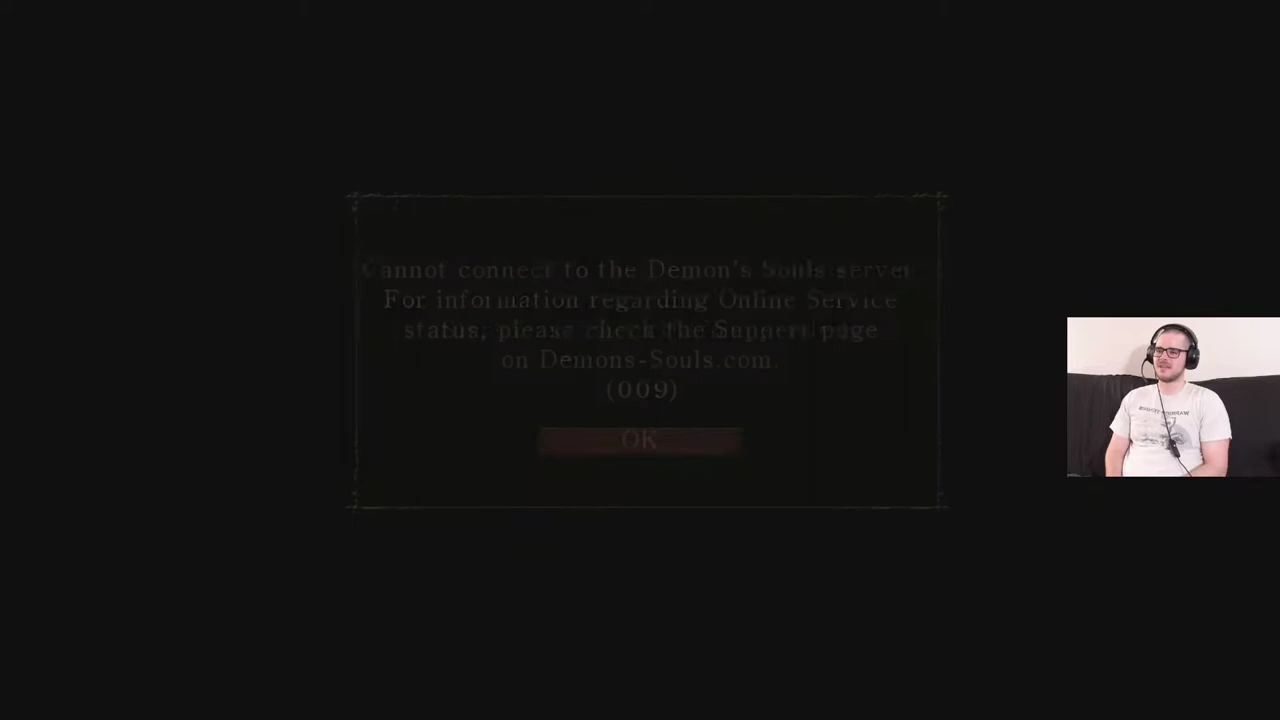 Cannot connect to the Demon's Souls server.
For information regarding Online Service
status, please check the Support page
on Demons-Souls.com.
(009)
OK